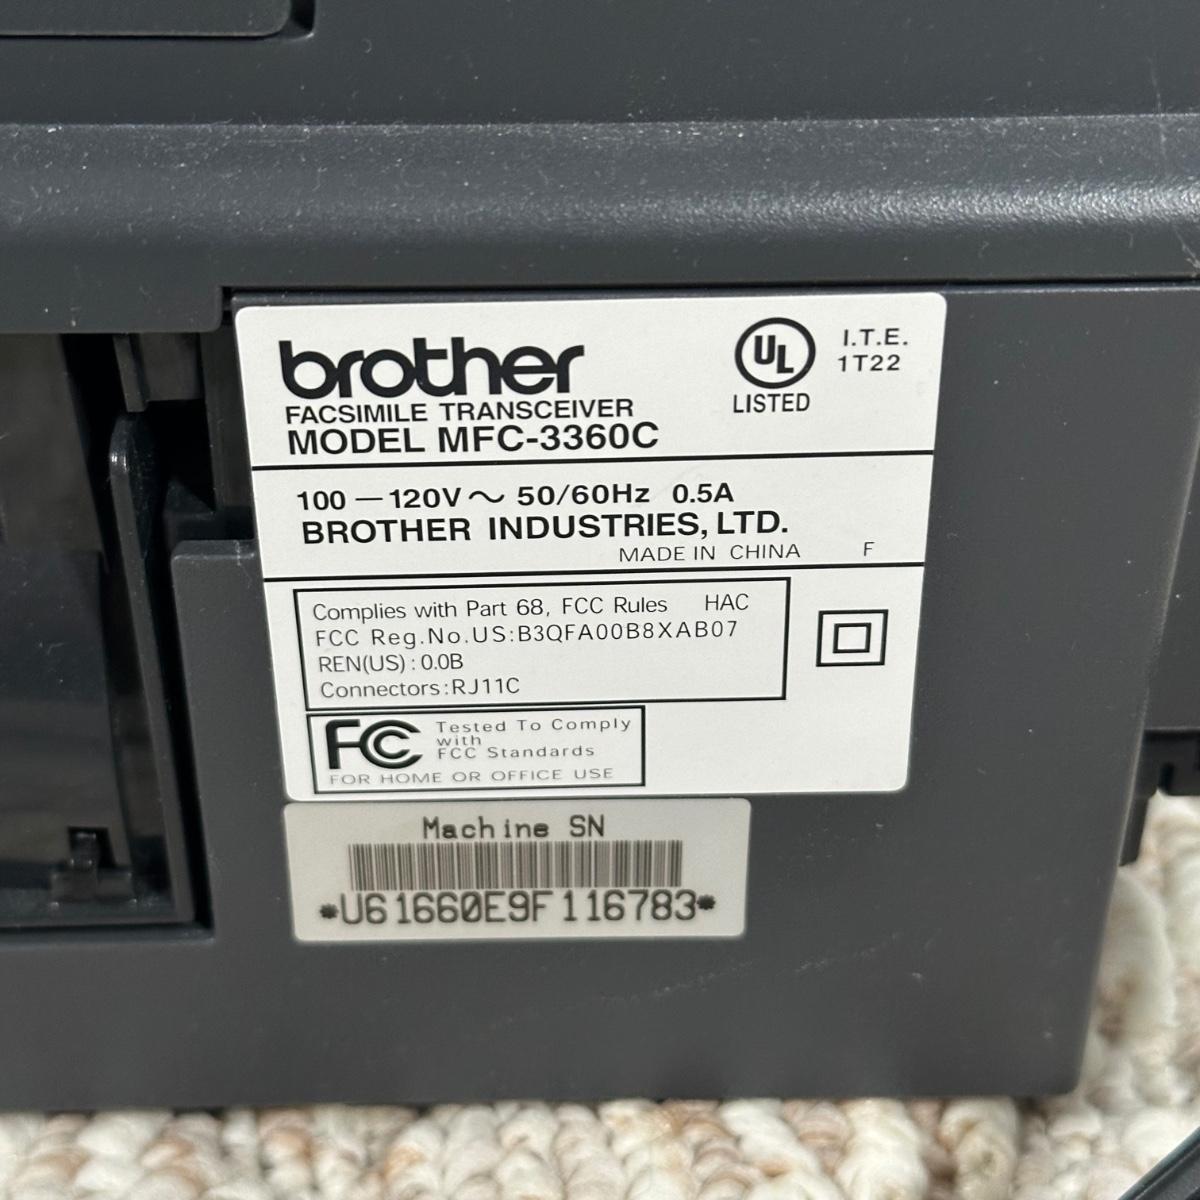 brother
FACSIMILE TRANSCEIVER
MODEL MFC-3360C
UL
LISTED
I.T.E.
1T22
100 — 120V ~ 50/60Hz 0.5A
BROTHER INDUSTRIES, LTD.
MADE IN CHINA F
Complies with Part 68, FCC Rules HAC
FCC Reg.No.US:B3QFA00B8XAB07
REN(US) : 0.0B
Connectors:RJ11C
FC Tested To Comply
with
FCC Standards
FOR HOME OR OFFICE USE
Machine SN
*U61660E9F116783*